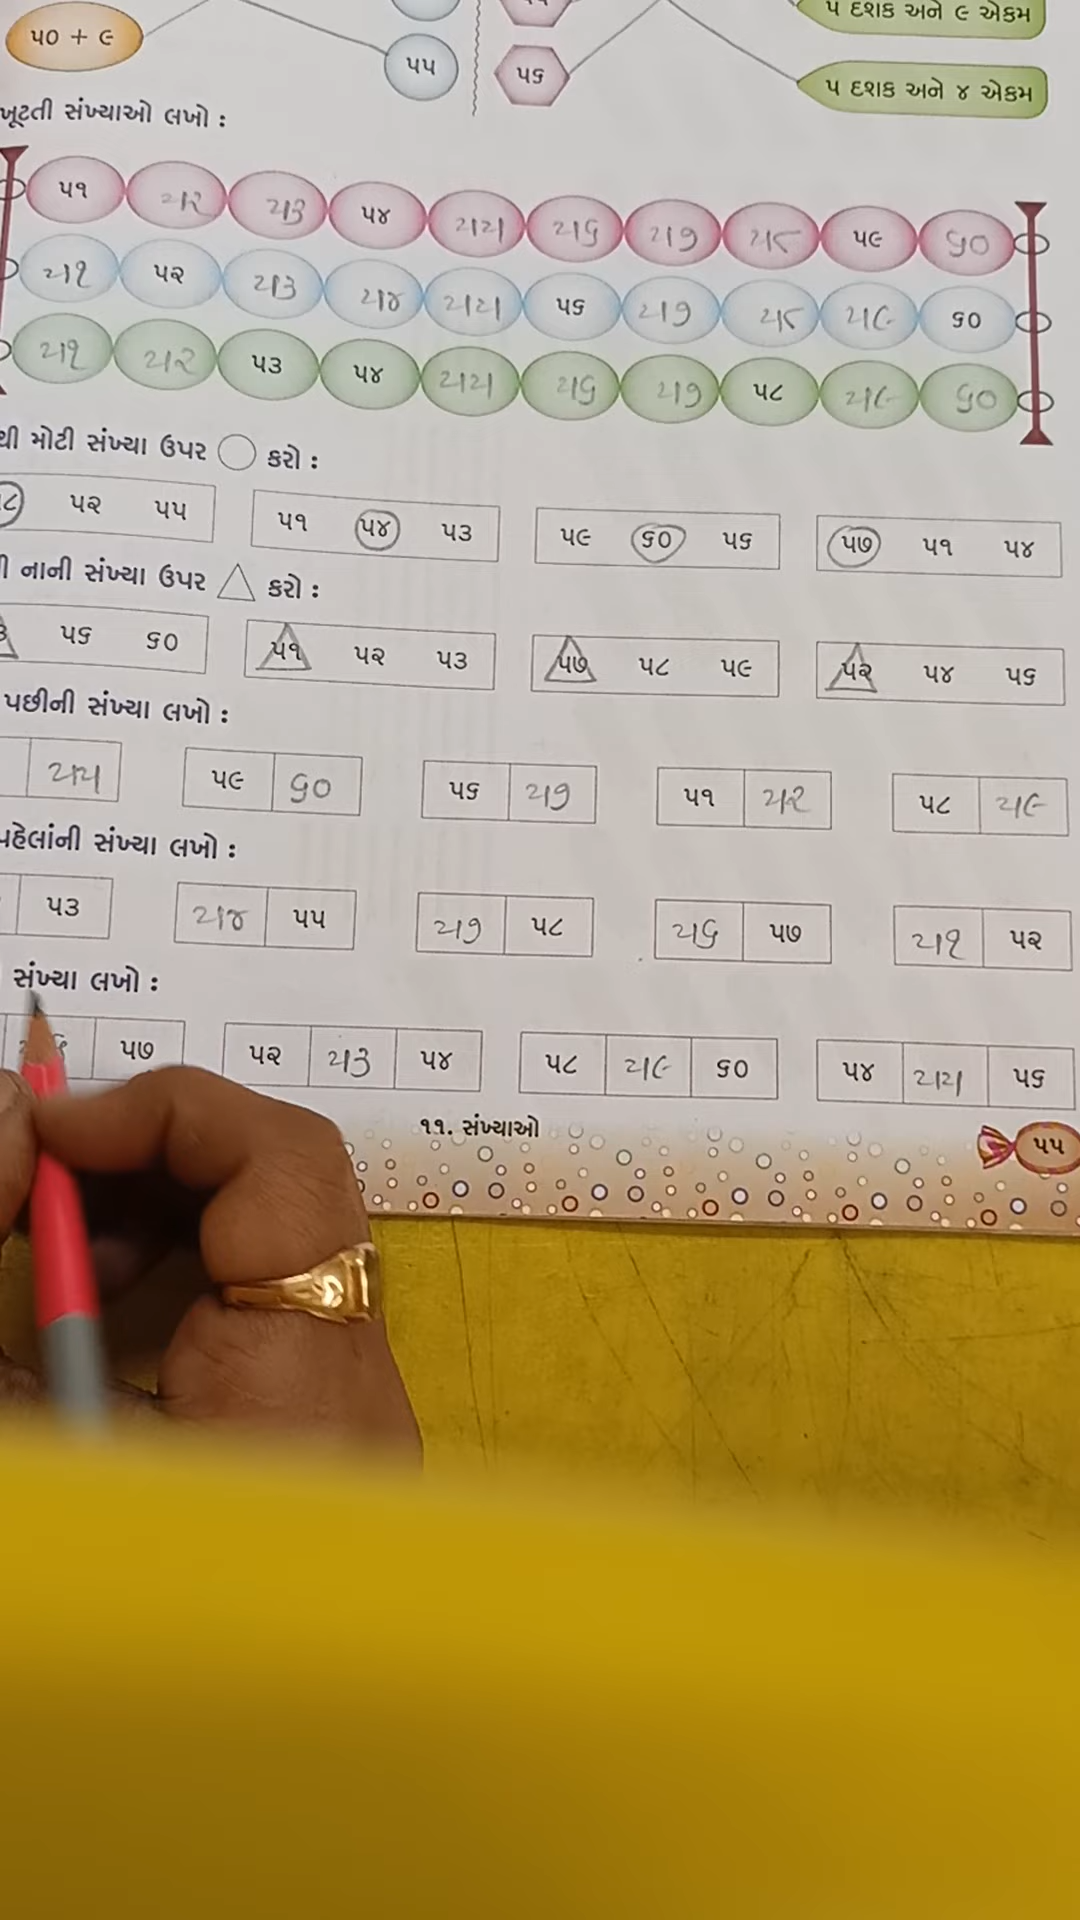 ૫ દશક અને ૯ એકમ
૫૦ + ૯
૫૫
૫૬
૫ દશક અને ૪ એકમ
ખૂટતી સંખ્યાઓ લખો :
૫૧ ૫૨ ૫૩ ૫૪ ૫૫ ૫૬ ૫૭ ૫૮ ૫૯ ૬૦
૫૧ ૫૨ ૫૩ ૫૪ ૫૫ ૫૬ ૫૭ ૫૮ ૫૯ ૬૦
૫૧ ૫૨ ૫૩ ૫૪ ૫૫ ૫૬ ૫૭ ૫૮ ૫૯ ૬૦
થી મોટી સંખ્યા ઉપર કરો :
૫૨ ૫૫ ૫૧ ૫૪ ૫૩ ૫૯ ૬૦ ૫૬ ૫૭ ૫૧ ૫૪
નાની સંખ્યા ઉપર કરો :
૫૬ ૬૦ ૫૧ ૫૨ ૫૩ ૫૭ ૫૮ ૫૯ ૫૨ ૫૪ ૫૬
પછીની સંખ્યા લખો :
૫૫ ૫૯ ૬૦ ૫૬ ૫૭ ૫૧ ૫૨ ૫૮ ૫૯
પહેલાંની સંખ્યા લખો :
૫૩ ૫૪ ૫૫ ૫૭ ૫૮ ૫૬ ૫૭ ૫૧ ૫૨
સંખ્યા લખો :
૫૭ ૫૨ ૫૩ ૫૪ ૫૮ ૫૯ ૬૦ ૫૪ ૫૫ ૫૬
૧૧. સંખ્યાઓ
૫૫